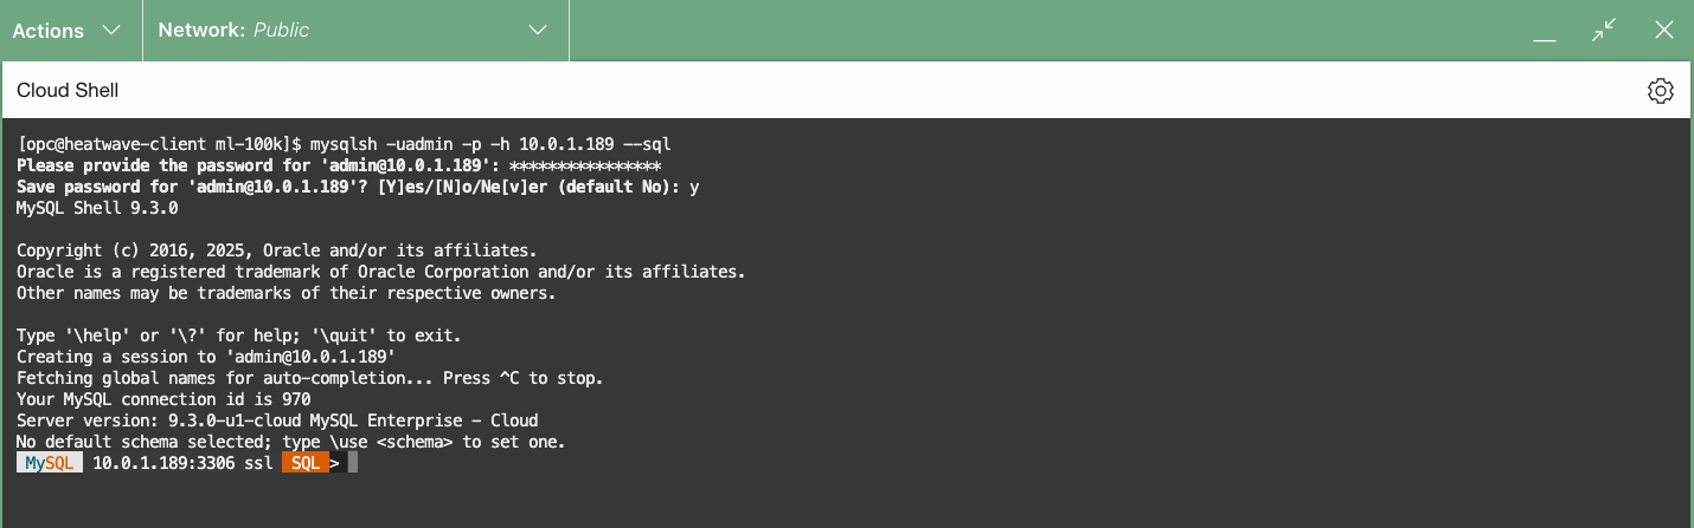 Actions
Network: Public
Cloud Shell
[opc@heatwave-client ml-100k]$ mysqlsh -uadmin -p -h 10.0.1.189 --sql
Please provide the password for 'admin@10.0.1.189': ****************
Save password for 'admin@10.0.1.189'? [Y]es/[N]o/Ne[v]er (default No): y
MySQL Shell 9.3.0
Copyright (c) 2016, 2025, Oracle and/or its affiliates.
Oracle is a registered trademark of Oracle Corporation and/or its affiliates.
Other names may be trademarks of their respective owners.
Type '\help' or '\?' for help; '\quit' to exit.
Creating a session to 'admin@10.0.1.189'
Fetching global names for auto-completion... Press ^C to stop.
Your MySQL connection id is 970
Server version: 9.3.0-u1-cloud MySQL Enterprise - Cloud
No default schema selected; type \use <schema> to set one.
MySQL 10.0.1.189:3306 ssl SQL >